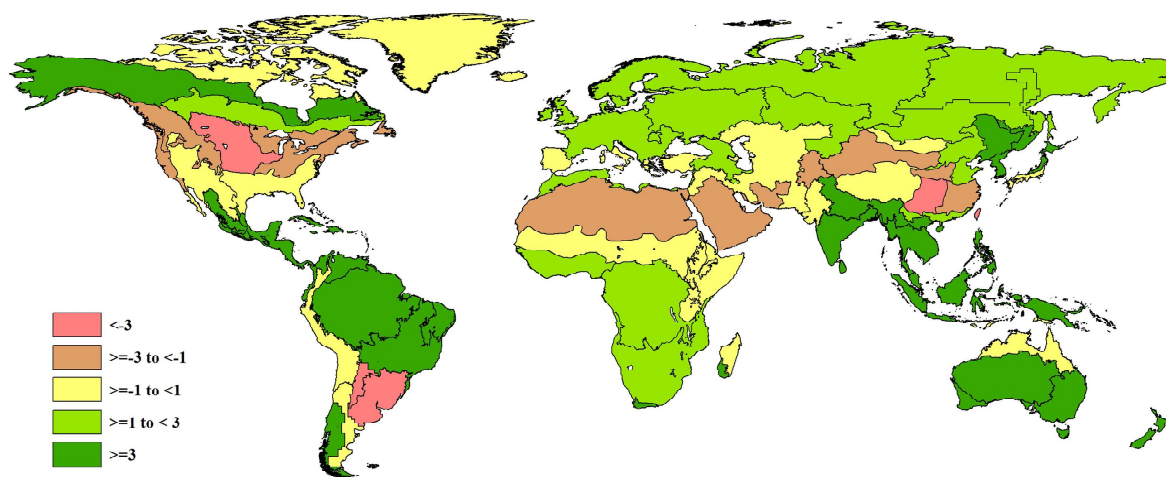 <-3
>=-3 to <-1
>=-1 to <1
>=1 to < 3
>=3